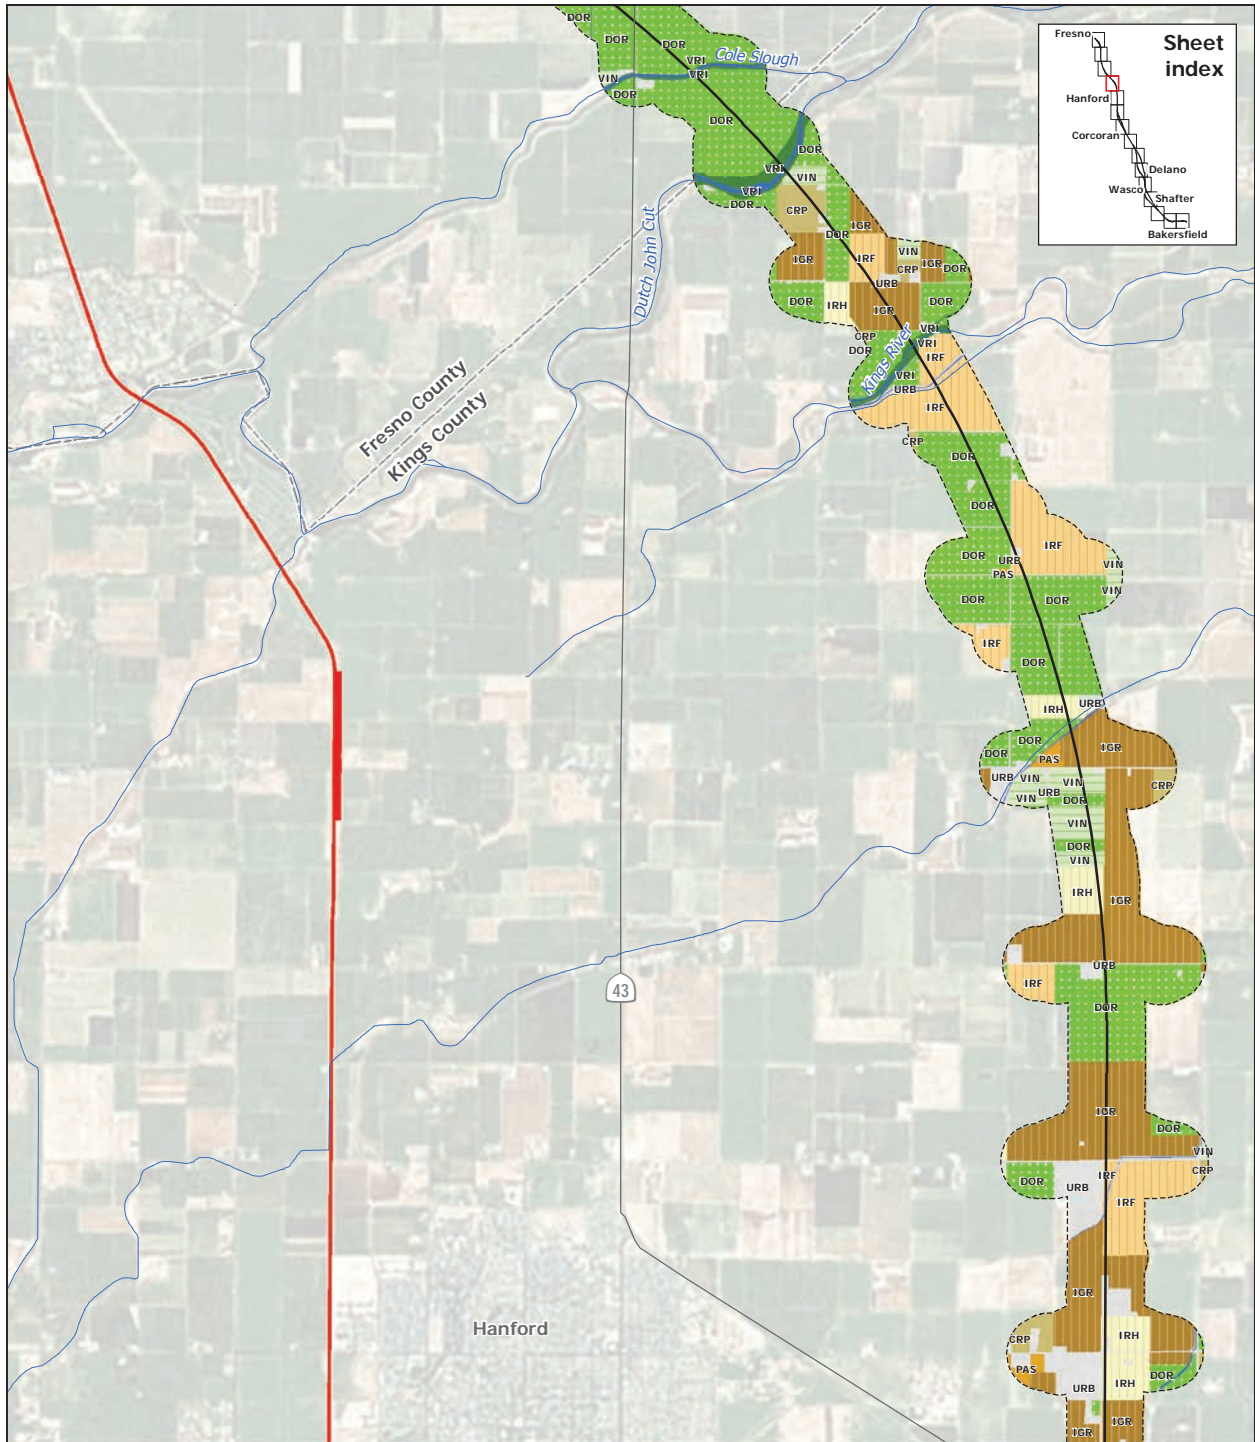 DOR
DOR
DOR
Cole Slough
VRI
VRI
VIN
DOR
DOR
DOR
VRI
VIN
VRI
DOR
CRP
IGR
DOR
Dutch John Cut
IGR
IRF
VIN
CRP
IGR
DOR
URB
DOR
IRH
IGR
DOR
CRP
DOR
Kings River
VRI
VRI
IRF
VRI
URB
IRF
Fresno County
Kings County
CRP
DOR
DOR
IRF
DOR
URB
PAS
VIN
VIN
DOR
DOR
IRF
DOR
IRH
URB
DOR
DOR
PAS
IGR
URB
VIN
VIN
CRP
VIN
URB
DOR
VIN
DOR
VIN
IRH
IGR
URB
IRF
DOR
43
IGR
DOR
VIN
CRP
DOR
URB
IRF
IRF
IGR
Hanford
CRP
IRH
PAS
URB
IRH
DOR
IGR
IGR
Sheet
index
Fresno
Hanford
Corcoran
Delano
Wasco
Shafter
Bakersfield